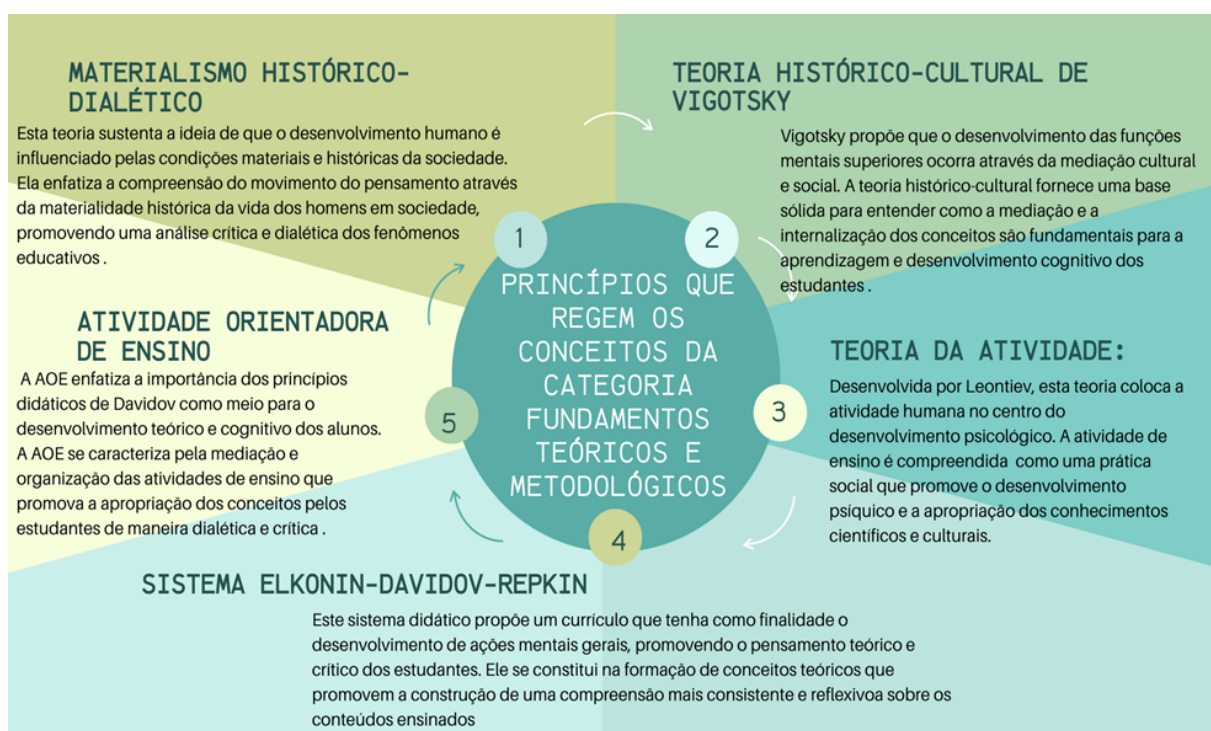 MATERIALISMO HISTÓRICO-
DIALÉTICO
Esta teoria sustenta a ideia de que o desenvolvimento humano é
influenciado pelas condições materiais e históricas da sociedade.
Ela enfatiza a compreensão do movimento do pensamento através
da materialidade histórica da vida dos homens em sociedade,
promovendo uma análise crítica e dialética dos fenômenos
educativos .
TEORIA HISTÓRICO-CULTURAL DE
VIGOTSKY
Vigotsky propõe que o desenvolvimento das funções
mentais superiores ocorra através da mediação cultural
e social. A teoria histórico-cultural fornece uma base
sólida para entender como a mediação e a
internalização dos conceitos são fundamentais para a
aprendizagem e desenvolvimento cognitivo dos
estudantes .
1
2
PRINCÍPIOS QUE
REGEM OS
CONCEITOS DA
CATEGORIA
FUNDAMENTOS
TEÓRICOS E
METODOLÓGICOS
3
TEORIA DA ATIVIDADE:
Desenvolvida por Leontiev, esta teoria coloca a
atividade humana no centro do
desenvolvimento psicológico. A atividade de
ensino é compreendida como uma prática
social que promove o desenvolvimento
psíquico e a apropriação dos conhecimentos
científicos e culturais.
4
SISTEMA ELKONIN-DAVIDOV-REPKIN
Este sistema didático propõe um currículo que tenha como finalidade o
desenvolvimento de ações mentais gerais, promovendo o pensamento teórico e
crítico dos estudantes. Ele se constitui na formação de conceitos teóricos que
promovem a construção de uma compreensão mais consistente e reflexivoa sobre os
conteúdos ensinados
5
ATIVIDADE ORIENTADORA
DE ENSINO
A AOE enfatiza a importância dos princípios
didáticos de Davidov como meio para o
desenvolvimento teórico e cognitivo dos alunos.
A AOE se caracteriza pela mediação e
organização das atividades de ensino que
promova a apropriação dos conceitos pelos
estudantes de maneira dialética e crítica .